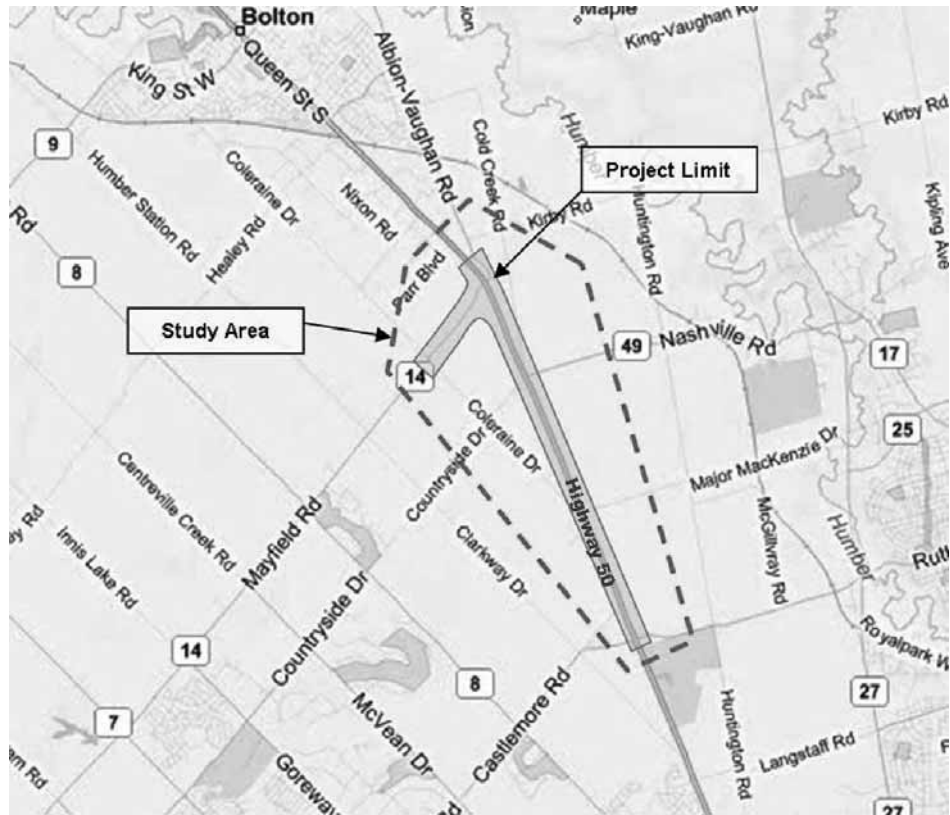 Bolton
Maple
King-Vaughan Rd
King St W
Queen St S
Albion-Vaughan Rd
Cold Creek Rd
Kirby Rd
9
Project Limit
Humber Station Rd
Coleraine Dr
Nixon Rd
Kirby Rd
Huntington Rd
Kipling Ave
Rd
Healey Rd
8
Parr Blvd
Study Area
49
Nashville Rd
17
14
25
Coleraine Dr
Countryside Dr
Major MacKenzie Dr
Highway 50
Centreville Creek Rd
Mayfield Rd
Clarkway Dr
McGillvray Rd
Humber
Innis Lake Rd
Countryside Dr
Royalpark W
14
8
27
7
McVean Dr
Castlemore Rd
Huntington Rd
Langstaff Rd
Goreway
27